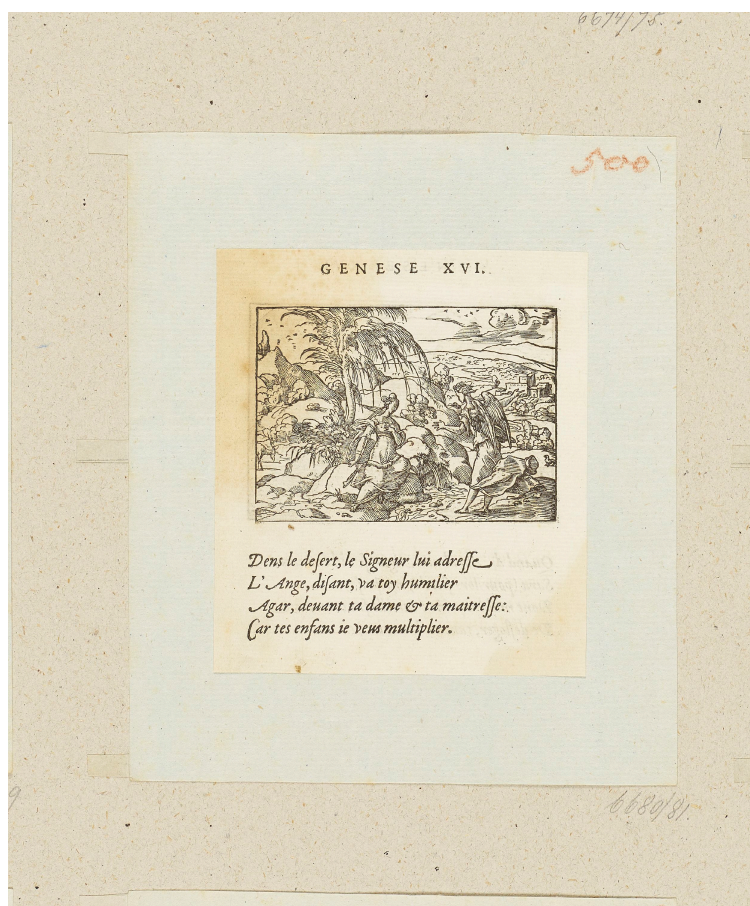 6674/75.
500
GENESE XVI.
Dens le deſert, le Signeur lui adreſſe
L'Ange, diſant, va toy humilier
Agar, deuant ta dame & ta maitreſſe:
Car tes enfans ie veus multiplier.
6680/81.